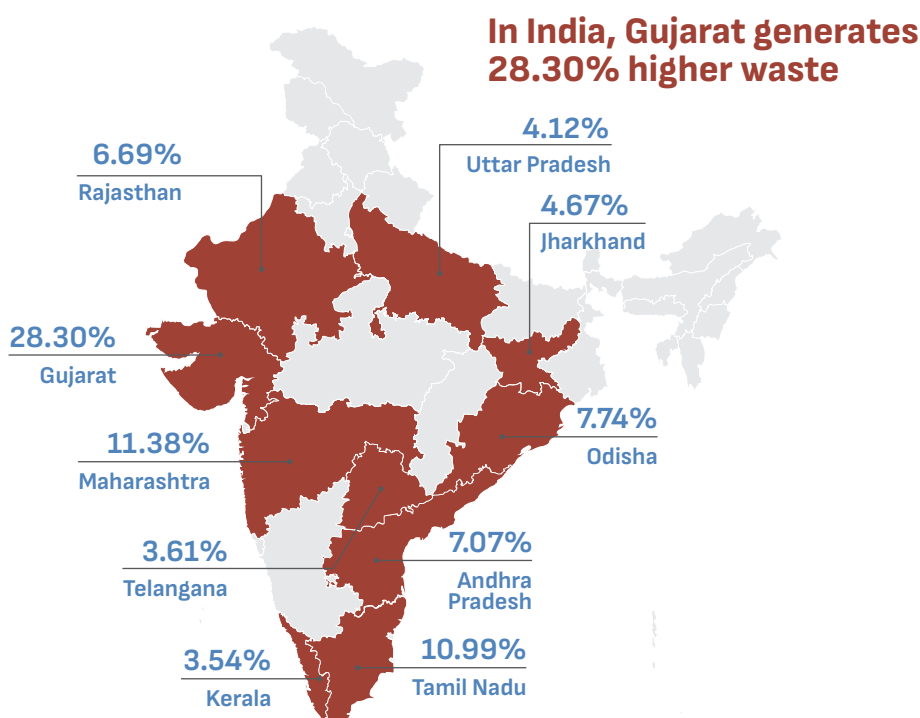 In India, Gujarat generates
28.30% higher waste
4.12%
Uttar Pradesh
6.69%
Rajasthan
4.67%
Jharkhand
28.30%
Gujarat
7.74%
Odisha
11.38%
Maharashtra
3.61%
Telangana
7.07%
Andhra
Pradesh
10.99%
Tamil Nadu
3.54%
Kerala